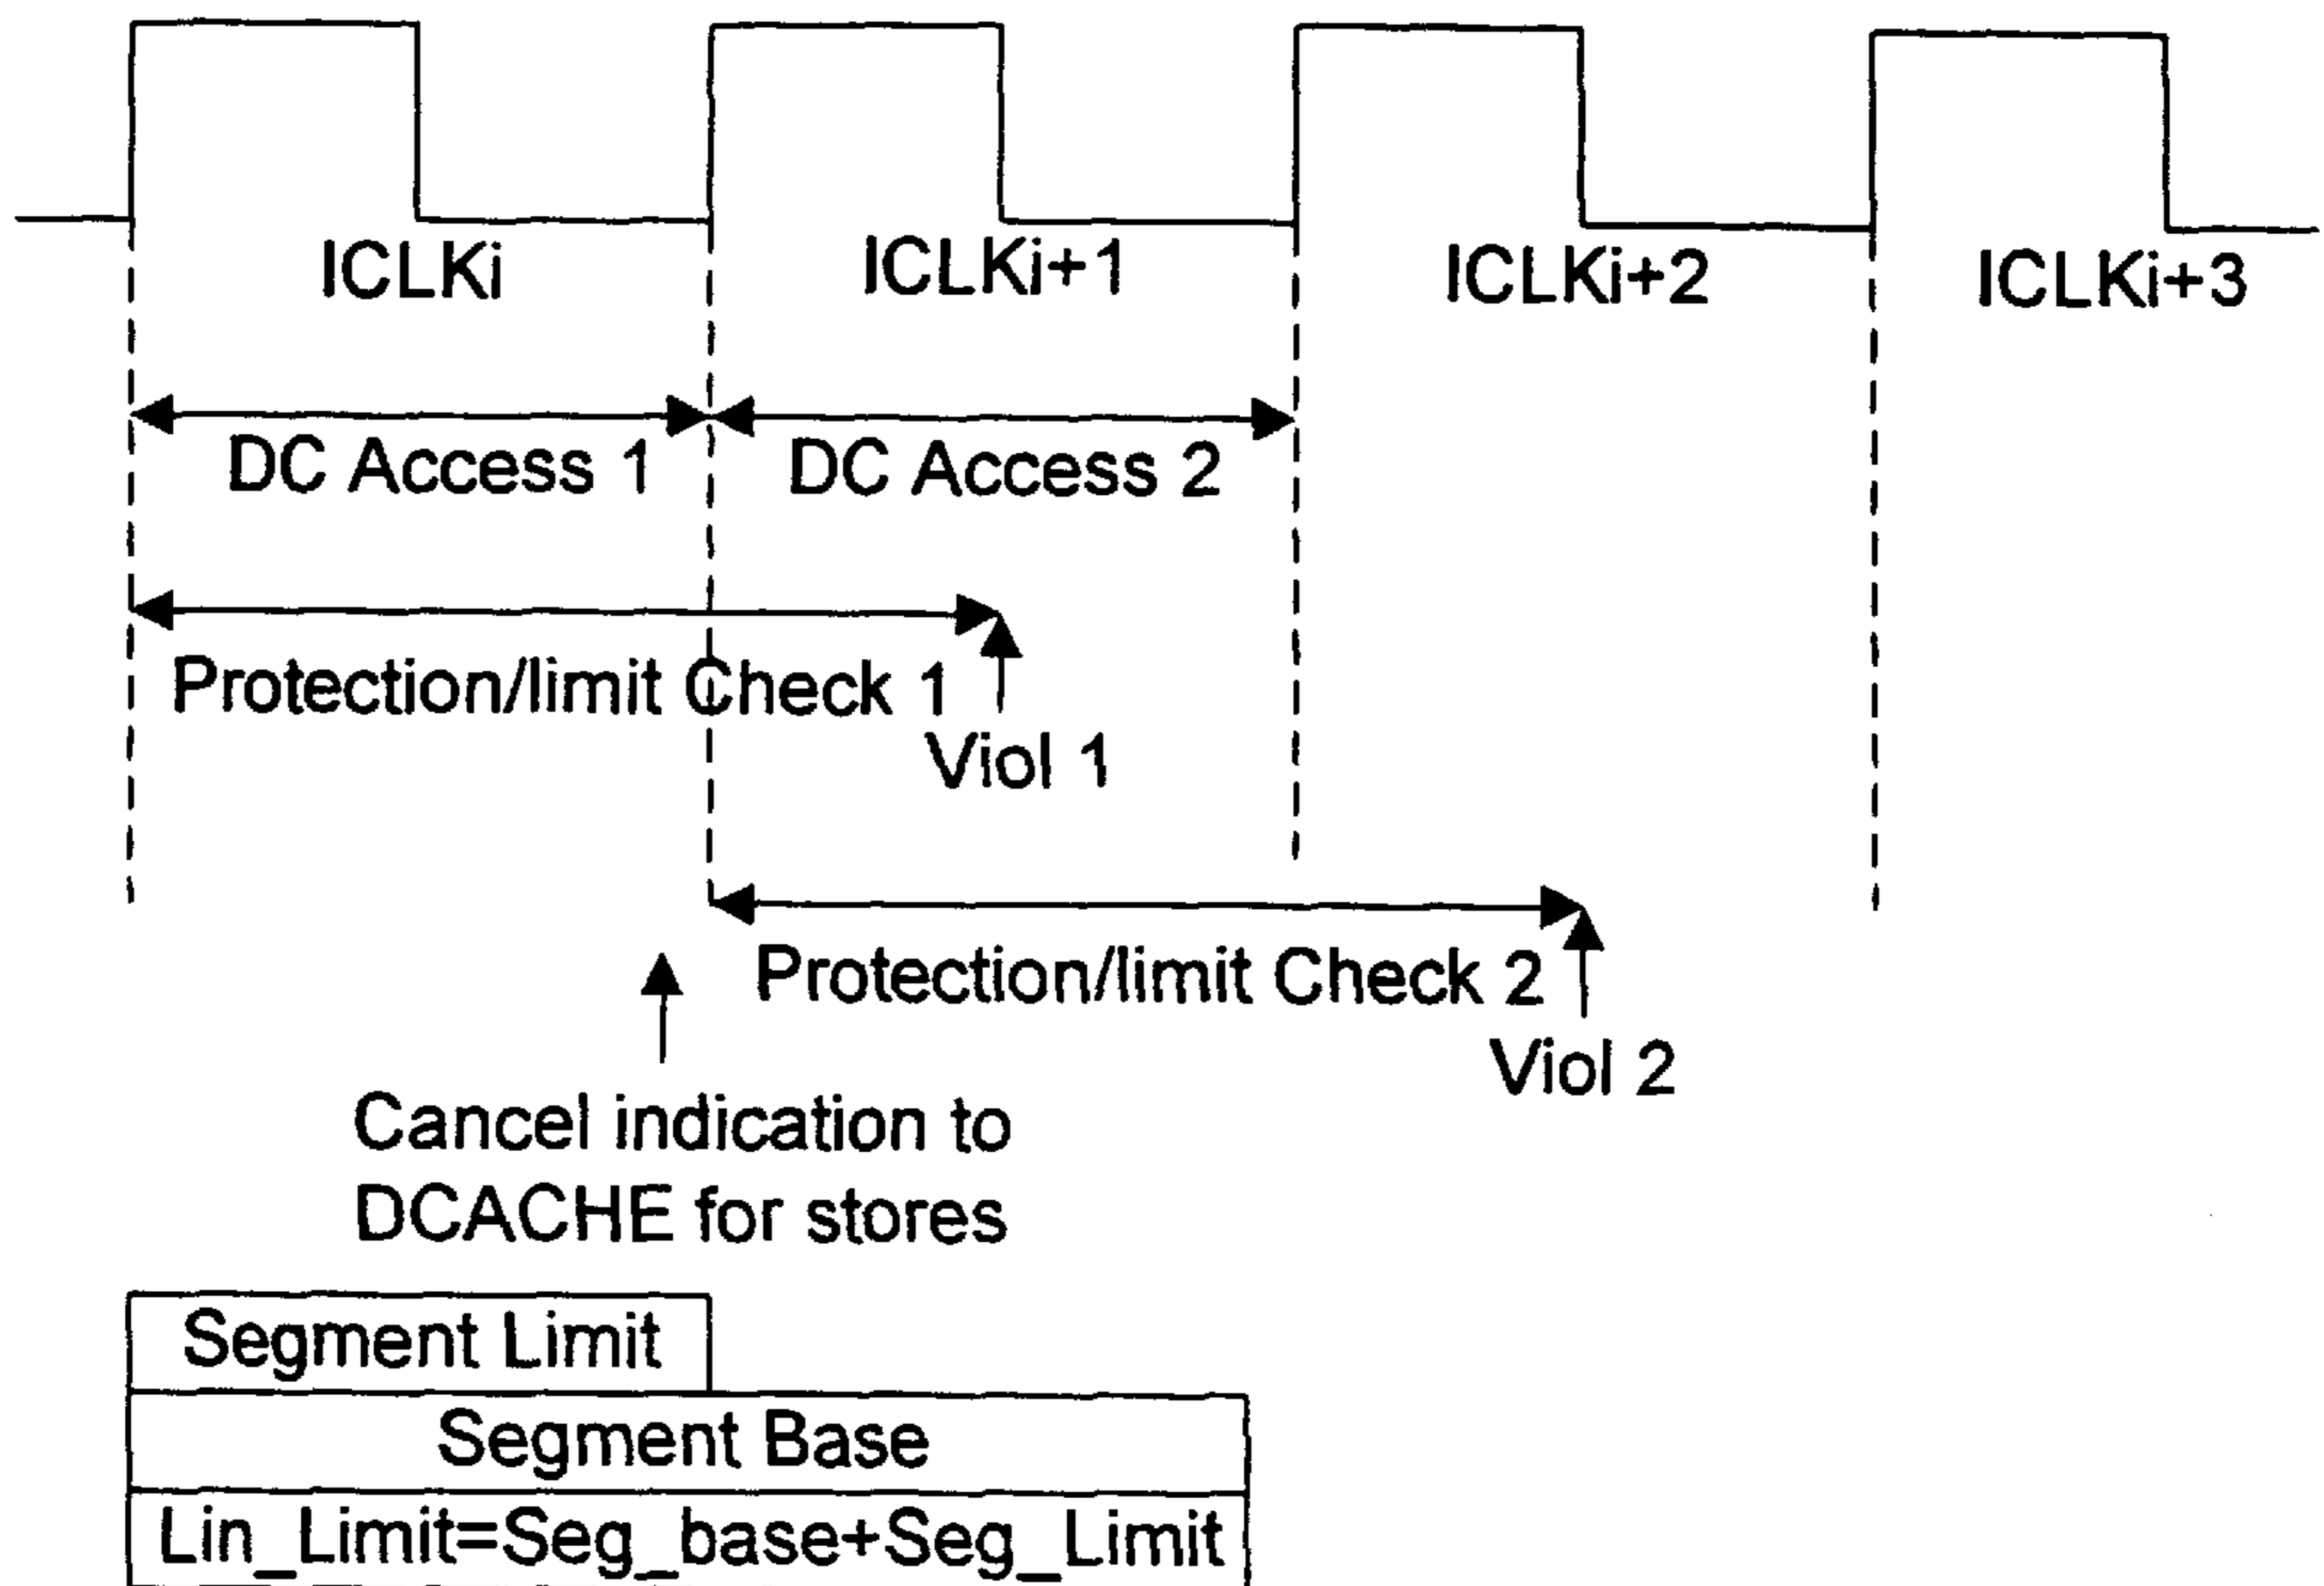 ICLKi
ICLKi+1
ICLKi+2
ICLKi+3
DC Access 1
DC Access 2
Protection/limit Check 1
Viol 1
Protection/limit Check 2
Viol 2
Cancel indication to
DCACHE for stores
Segment Limit
Segment Base
Lin_Limit=Seg_base+Seg_Limit